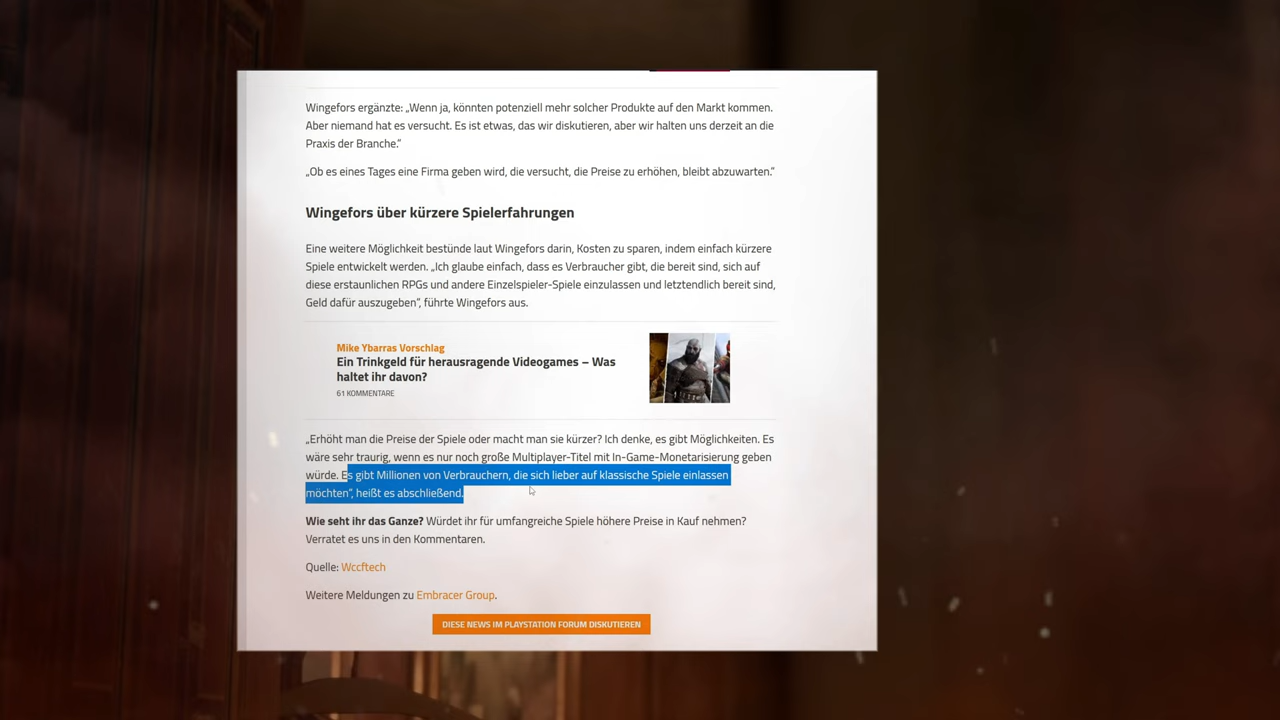 Wingefors ergänzte: „Wenn ja, könnten potenziell mehr solcher Produkte auf den Markt kommen.
Aber niemand hat es versucht. Es ist etwas, das wir diskutieren, aber wir halten uns derzeit an die
Praxis der Branche.“
„Ob es eines Tages eine Firma geben wird, die versucht, die Preise zu erhöhen, bleibt abzuwarten.“
Wingefors über kürzere Spielerfahrungen
Eine weitere Möglichkeit bestünde laut Wingefors darin, Kosten zu sparen, indem einfach kürzere
Spiele entwickelt werden. „Ich glaube einfach, dass es Verbraucher gibt, die bereit sind, sich auf
diese erstaunlichen RPGs und andere Einzelspieler-Spiele einzulassen und letztendlich bereit sind,
Geld dafür auszugeben“, führte Wingefors aus.
Mike Ybarras Vorschlag
Ein Trinkgeld für herausragende Videogames – Was
haltet ihr davon?
61 KOMMENTARE
„Erhöht man die Preise der Spiele oder macht man sie kürzer? Ich denke, es gibt Möglichkeiten. Es
wäre sehr traurig, wenn es nur noch große Multiplayer-Titel mit In-Game-Monetarisierung geben
würde. Es gibt Millionen von Verbrauchern, die sich lieber auf klassische Spiele einlassen
möchten“, heißt es abschließend.
Wie seht ihr das Ganze? Würdet ihr für umfangreiche Spiele höhere Preise in Kauf nehmen?
Verratet es uns in den Kommentaren.
Quelle: Wccftech
Weitere Meldungen zu Embracer Group.
DIESE NEWS IM PLAYSTATION FORUM DISKUTIEREN